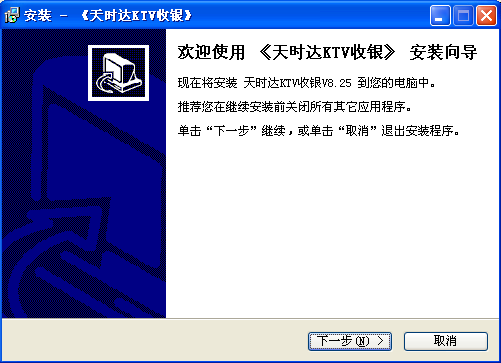 安装 - 《天时达KTV收银》
欢迎使用 《天时达KTV收银》 安装向导
现在将安装 天时达KTV收银V8.25 到您的电脑中。
推荐您在继续安装前关闭所有其它应用程序。
单击“下一步”继续，或单击“取消”退出安装程序。
下一步(N) >
取消